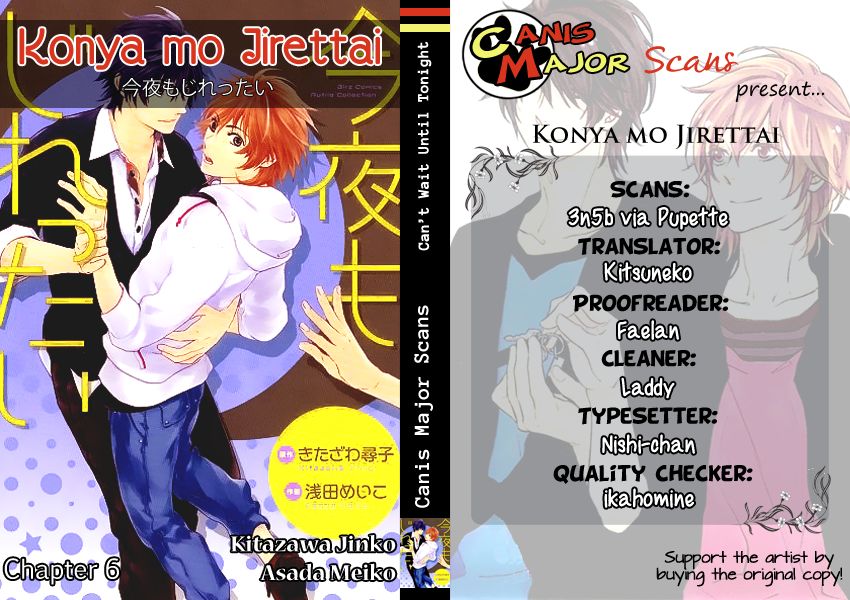 Konya mo Jirettai
今夜もじれったい
Birz Comics
Rutile Collection
今夜も
じれったい
原作 きたざわ尋子
作画 浅田めいこ
Kitazawa Jinko
Asada Meiko
Chapter 6
Can't Wait Until Tonight
Canis Major Scans
Canis
Major Scans
present...
Konya mo Jirettai
SCANS:
3n5b via Pupette
TRANSLATOR:
Kitsuneko
PROOFREADER:
Faelan
CLEANER:
Laddy
TYPESETTER:
Nishi-chan
QUALITY CHECKER:
ikahomine
Support the artist by
buying the original copy!